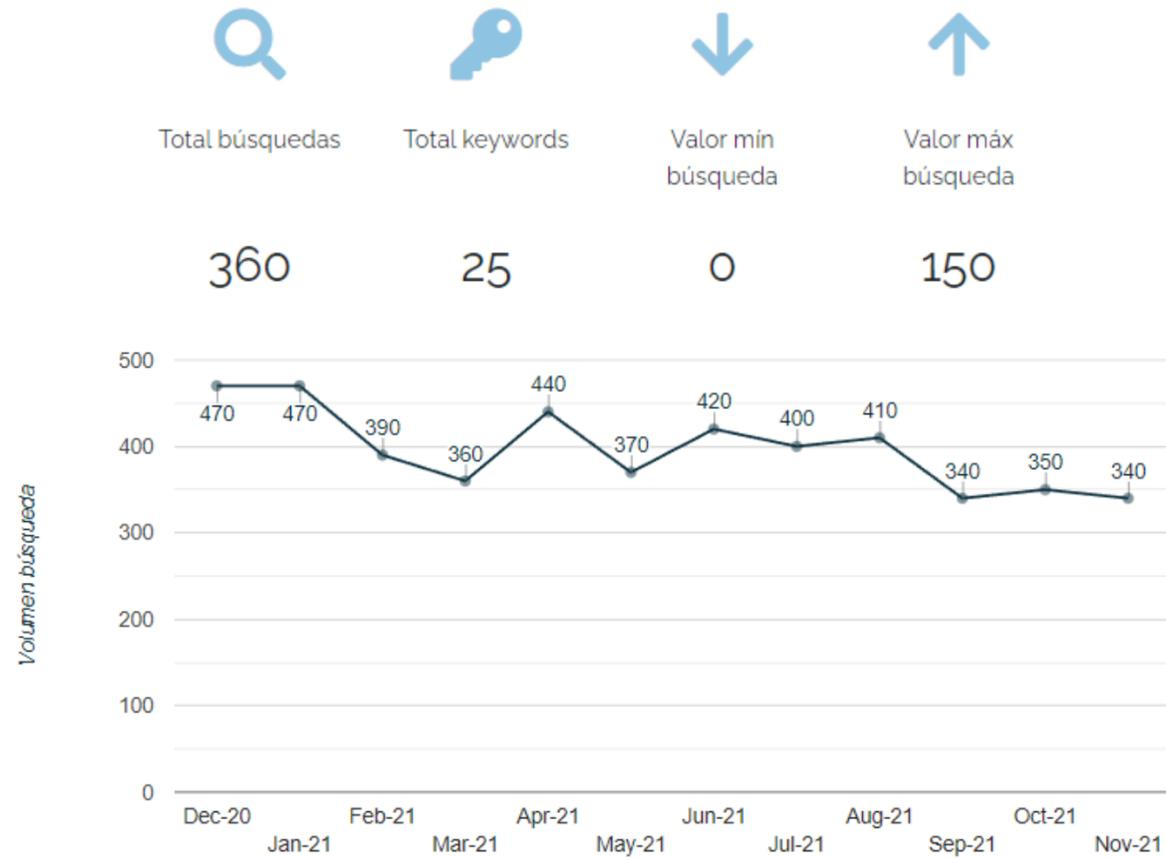 Total búsquedas
Total keywords
Valor mín
búsqueda
Valor máx
búsqueda
360
25
0
150
Volumen búsqueda
500
400
300
200
100
0
470
470
390
360
440
370
420
400
410
340
350
340
Dec-20
Jan-21
Feb-21
Mar-21
Apr-21
May-21
Jun-21
Jul-21
Aug-21
Sep-21
Oct-21
Nov-21